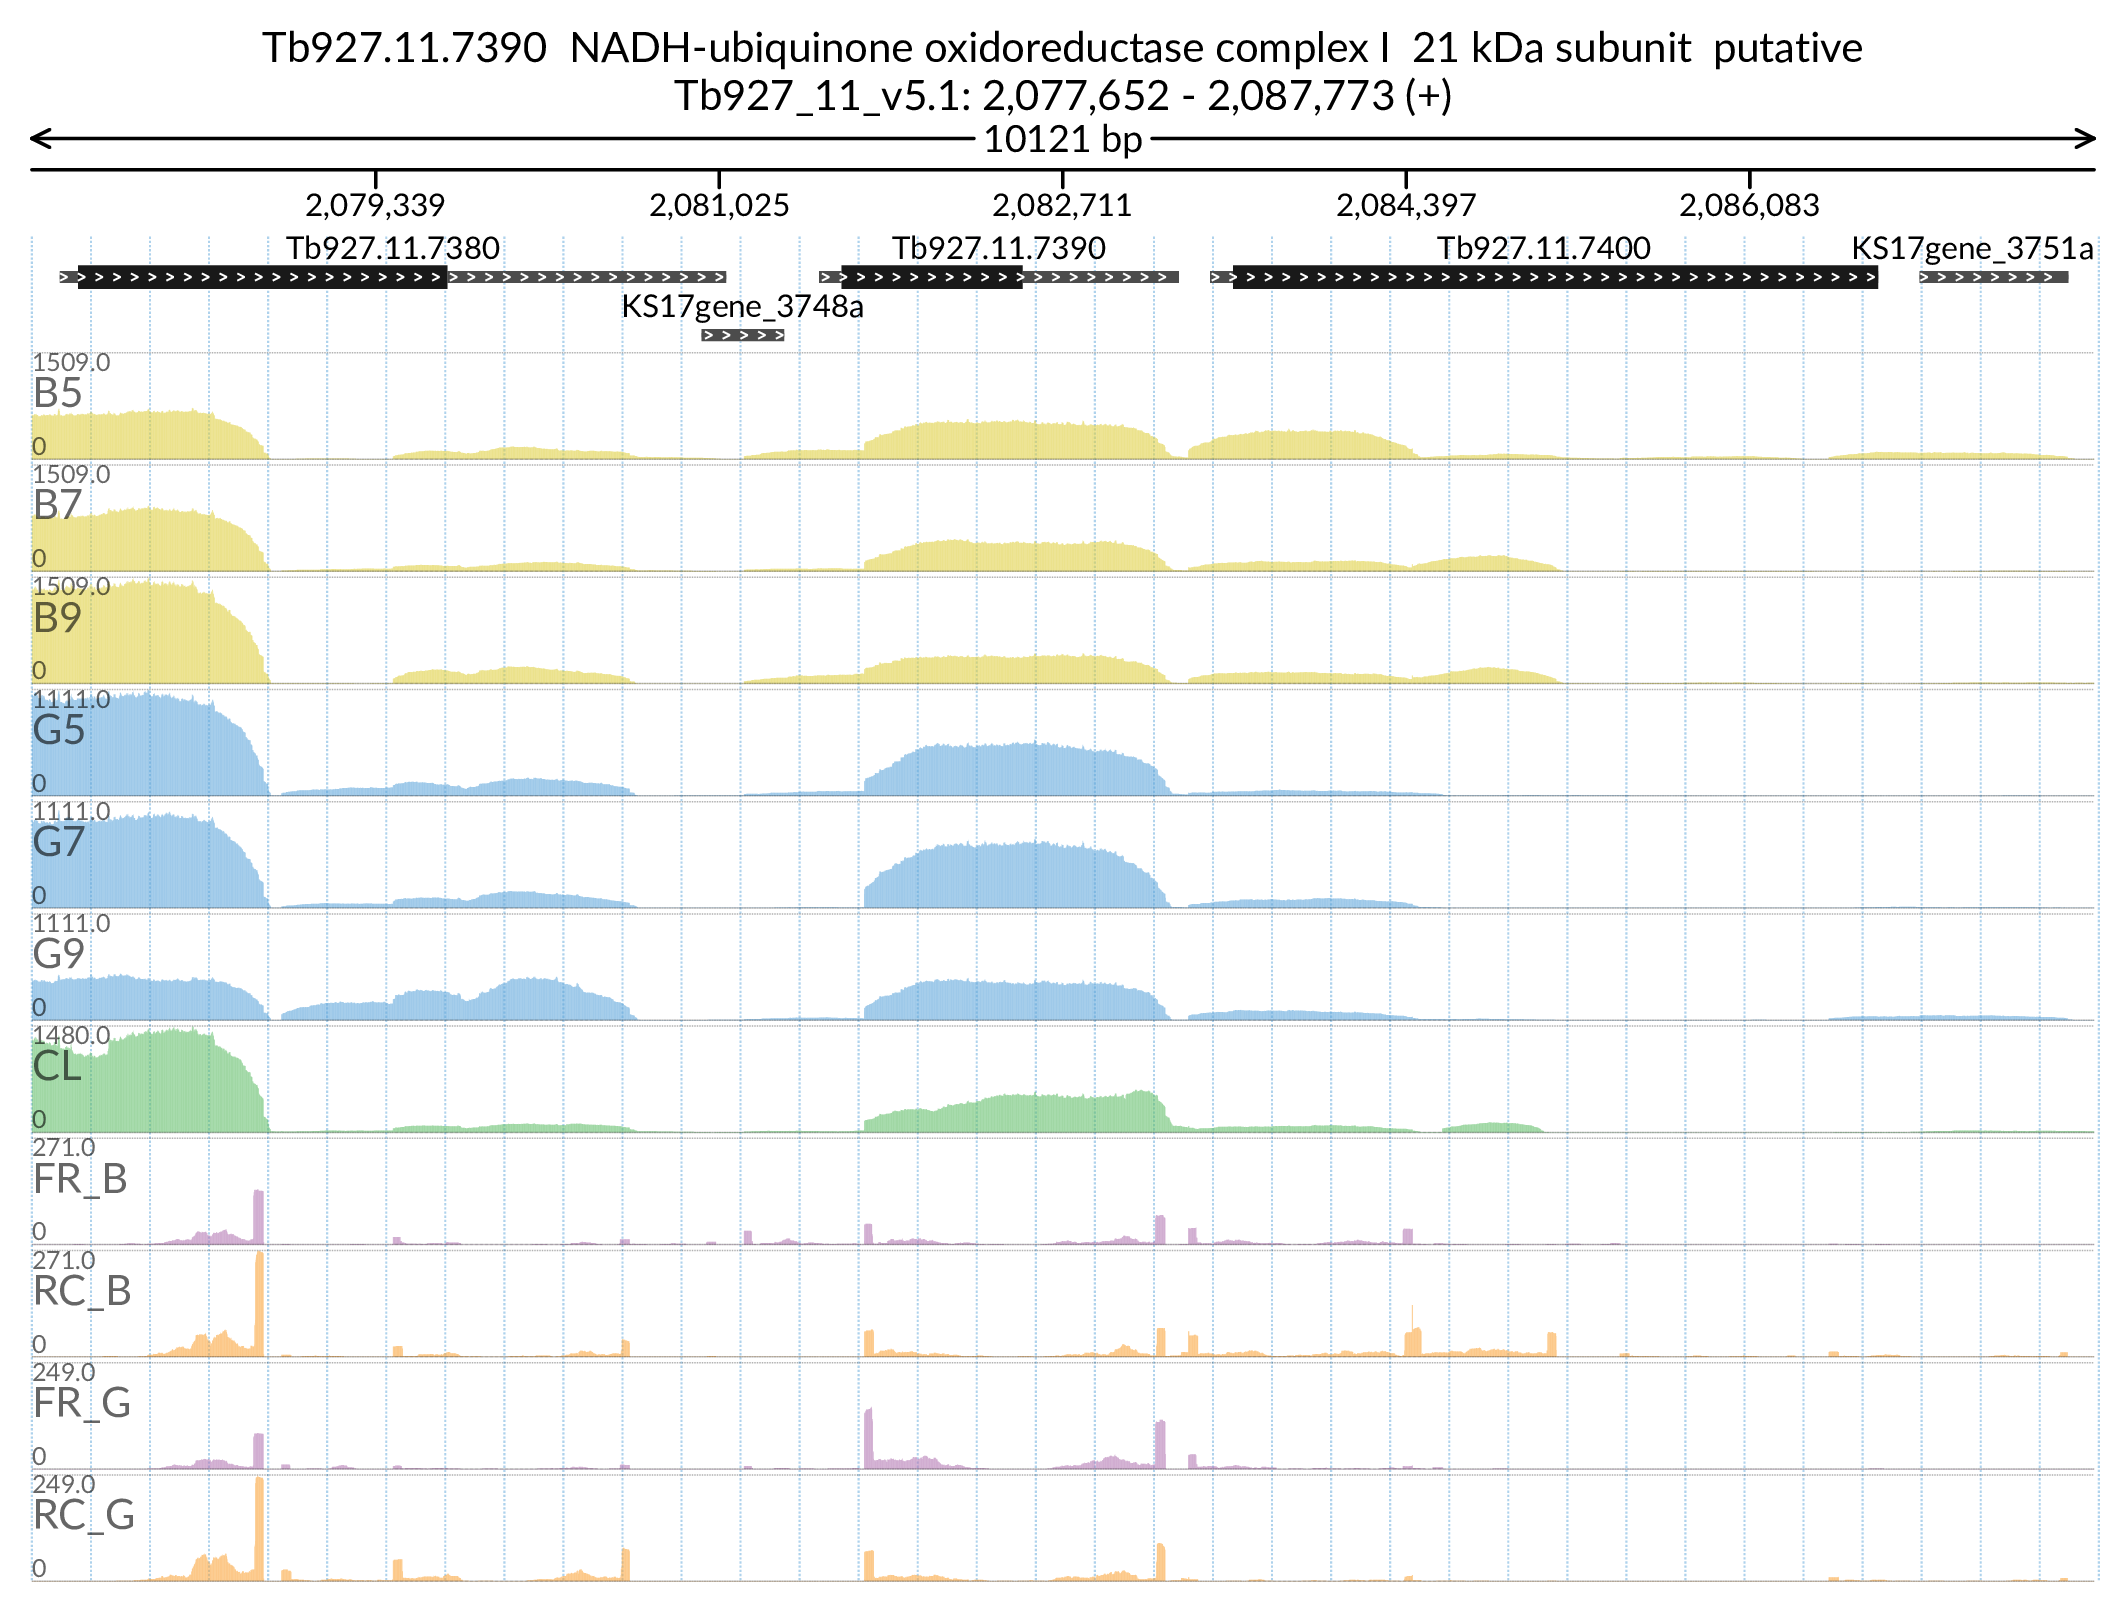 Tb927.11.7390  NADH-ubiquinone oxidoreductase complex I  21 kDa subunit  putative
Tb927_11_v5.1: 2,077,652 - 2,087,773 (+)
10121 bp
2,079,339 2,081,025 2,082,711 2,084,397 2,086,083
Tb927.11.7380 Tb927.11.7390 Tb927.11.7400 KS17gene_3751a
KS17gene_3748a
1509.0
B5
0
1509.0
B7
0
1509.0
B9
0
1111.0
G5
0
1111.0
G7
0
1111.0
G9
0
1480.0
CL
0
271.0
FR_B
0
271.0
RC_B
0
249.0
FR_G
0
249.0
RC_G
0